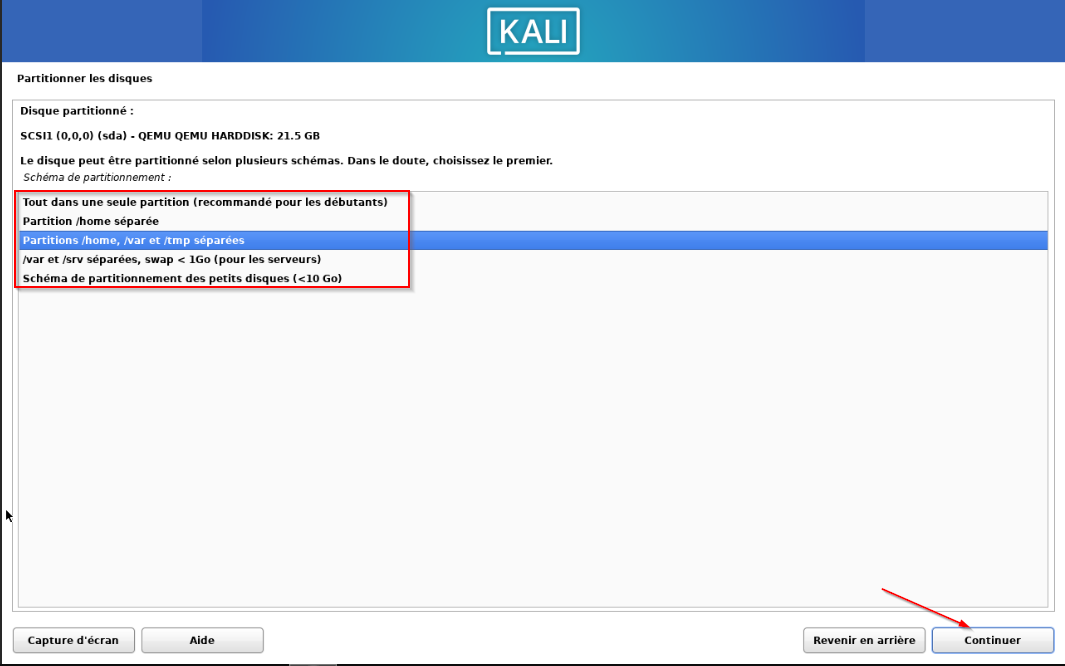 KALI
Partitionner les disques
Disque partitionné :
SCSI1 (0,0,0) (sda) - QEMU QEMU HARDDISK: 21.5 GB
Le disque peut être partitionné selon plusieurs schémas. Dans le doute, choisissez le premier.
Schéma de partitionnement :
Tout dans une seule partition (recommandé pour les débutants)
Partition /home séparée
Partitions /home, /var et /tmp séparées
/var et /srv séparées, swap < 1Go (pour les serveurs)
Schéma de partitionnement des petits disques (<10 Go)
Capture d'écran
Aide
Revenir en arrière
Continuer